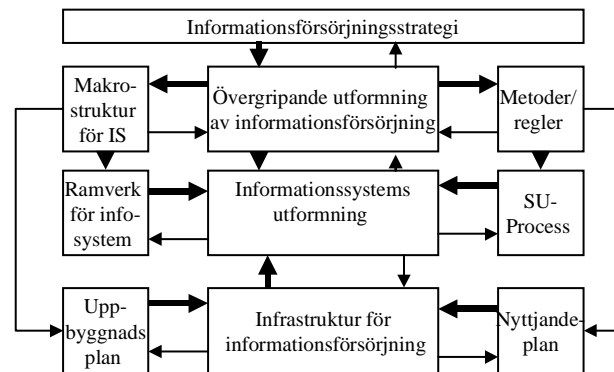 Informationsförsörjningsstrategi
Makro-
struktur
för IS
Övergripande utformning
av informationsförsörjning
Metoder/
regler
Ramverk
för info-
system
Informationssystems
utformning
SU-
Process
Upp-
byggnads
plan
Infrastruktur för
informationsförsörjning
Nyttjande-
plan